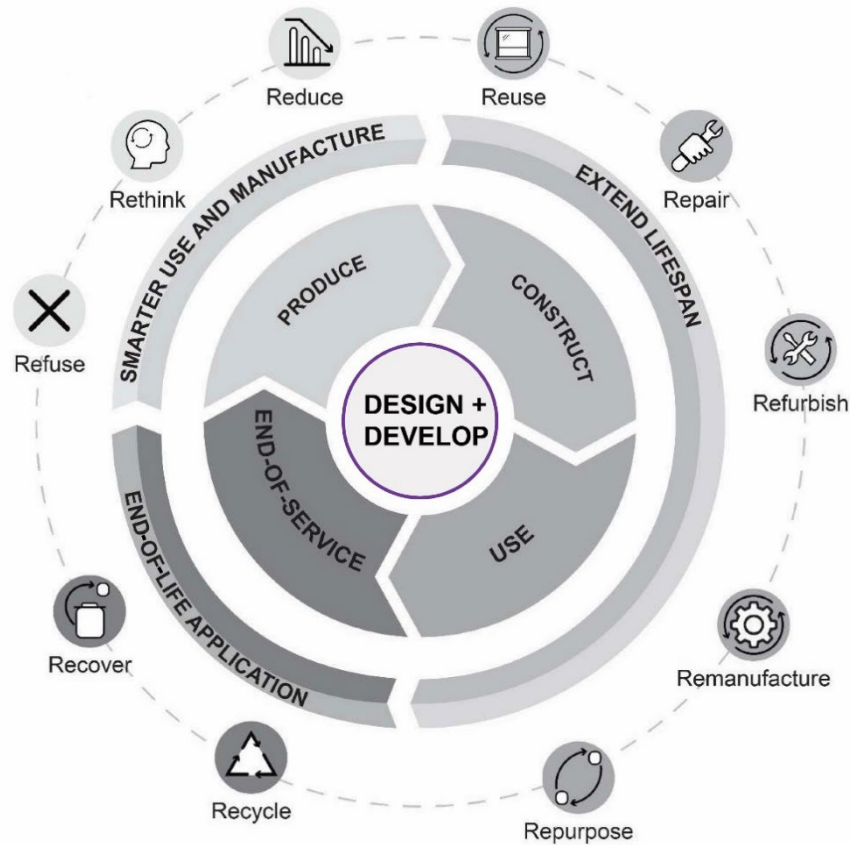 Reduce
Reuse
Rethink
Repair
Refuse
Refurbish
Recover
Remanufacture
Recycle
Repurpose
SMARTER USE AND MANUFACTURE
EXTEND LIFESPAN
END-OF-LIFE APPLICATION
PRODUCE
CONSTRUCT
USE
END-OF-SERVICE
DESIGN +
DEVELOP